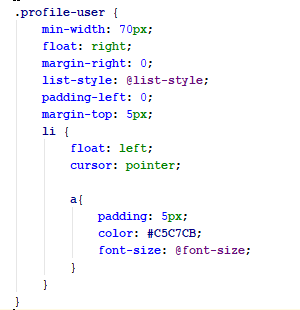 .profile-user {
    min-width: 70px;
    float: right;
    margin-right: 0;
    list-style: @list-style;
    padding-left: 0;
    margin-top: 5px;
    li {
        float: left;
        cursor: pointer;

        a{
            padding: 5px;
            color: #C5C7CB;
            font-size: @font-size;
        }
    }
}